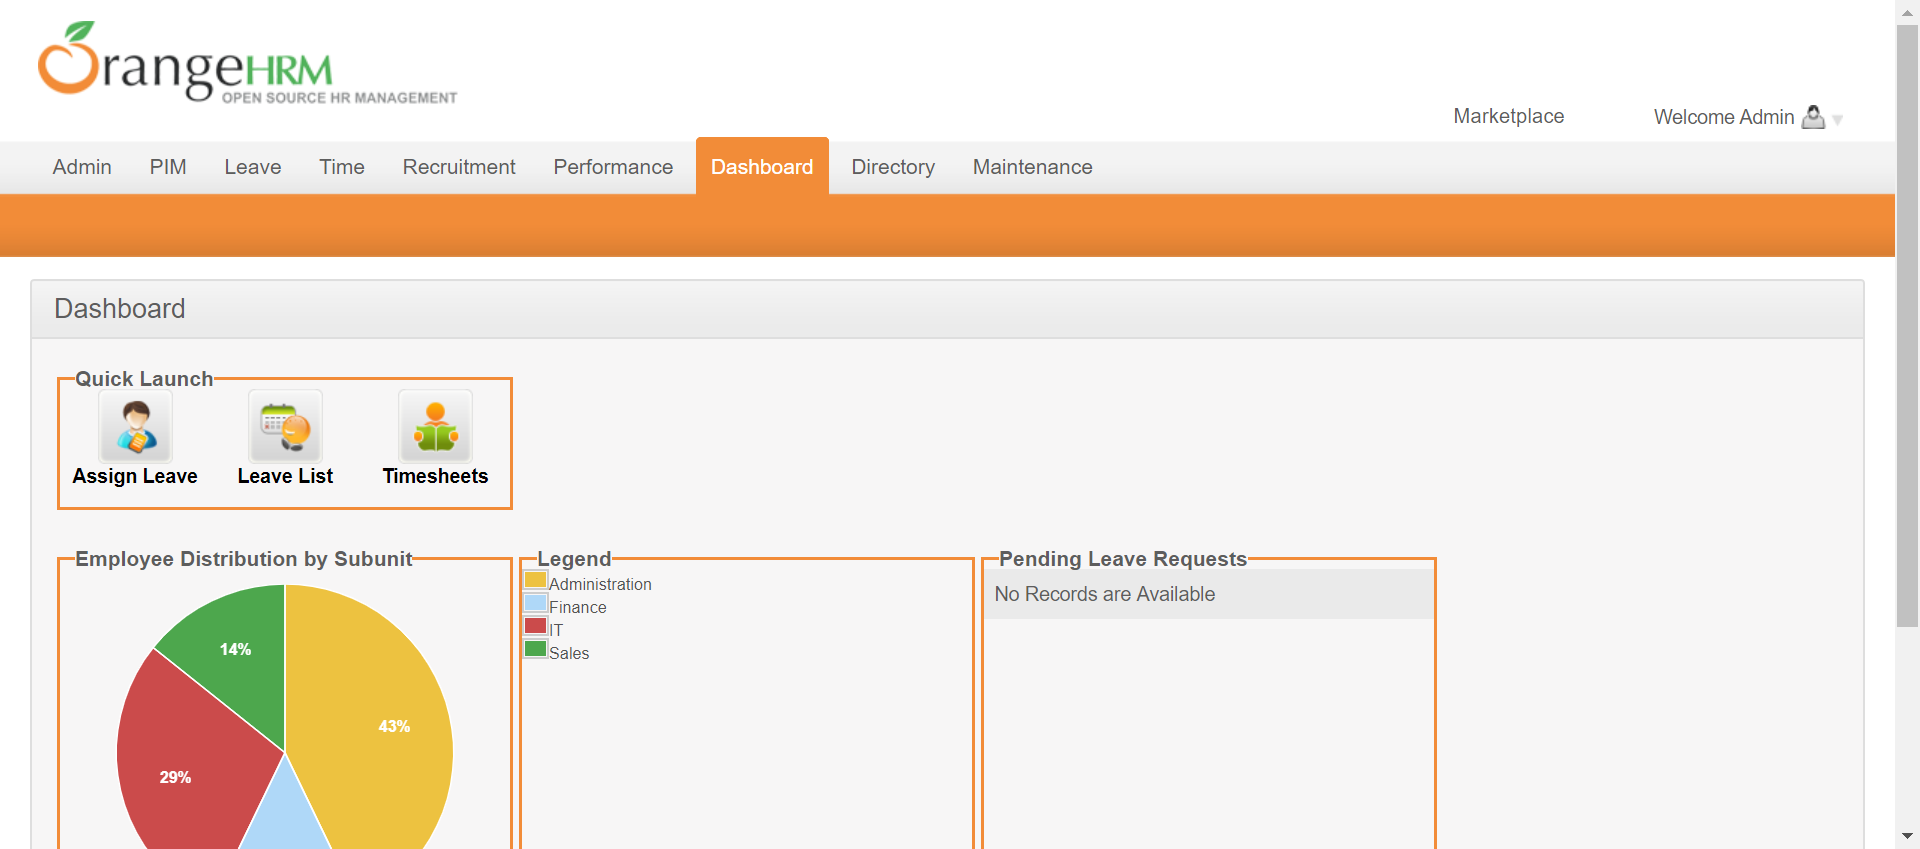 OrangeHRM
OPEN SOURCE HR MANAGEMENT
Marketplace
Welcome Admin
Admin
PIM
Leave
Time
Recruitment
Performance
Dashboard
Directory
Maintenance
Dashboard
Quick Launch
Assign Leave
Leave List
Timesheets
Employee Distribution by Subunit
14%
43%
29%
Legend
Administration
Finance
IT
Sales
Pending Leave Requests
No Records are Available